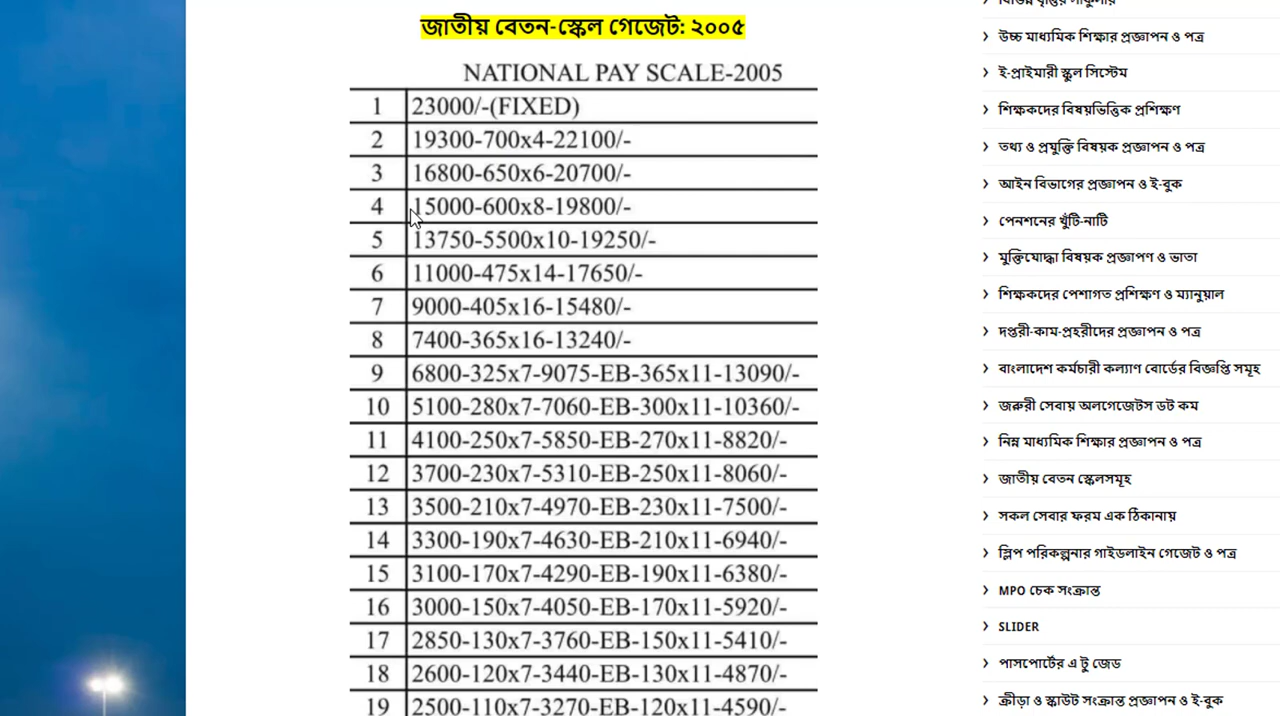 জাতীয় বেতন-স্কেল গেজেট: ২০০৫
NATIONAL PAY SCALE-2005
1 23000/-(FIXED)
2 19300-700x4-22100/-
3 16800-650x6-20700/-
4 15000-600x8-19800/-
5 13750-5500x10-19250/-
6 11000-475x14-17650/-
7 9000-405x16-15480/-
8 7400-365x16-13240/-
9 6800-325x7-9075-EB-365x11-13090/-
10 5100-280x7-7060-EB-300x11-10360/-
11 4100-250x7-5850-EB-270x11-8820/-
12 3700-230x7-5310-EB-250x11-8060/-
13 3500-210x7-4970-EB-230x11-7500/-
14 3300-190x7-4630-EB-210x11-6940/-
15 3100-170x7-4290-EB-190x11-6380/-
16 3000-150x7-4050-EB-170x11-5920/-
17 2850-130x7-3760-EB-150x11-5410/-
18 2600-120x7-3440-EB-130x11-4870/-
19 2500-110x7-3270-EB-120x11-4590/-
উচ্চ মাধ্যমিক শিক্ষার প্রজ্ঞাপন ও পত্র
ই-প্রাইমারী স্কুল সিস্টেম
শিক্ষকদের বিষয়ভিত্তিক প্রশিক্ষণ
তথ্য ও প্রযুক্তি বিষয়ক প্রজ্ঞাপন ও পত্র
আইন বিভাগের প্রজ্ঞাপন ও ই-বুক
পেনশনের খুঁটি-নাটি
মুক্তিযোদ্ধা বিষয়ক প্রজ্ঞাপণ ও ভাতা
শিক্ষকদের পেশাগত প্রশিক্ষণ ও ম্যানুয়াল
দপ্তরী-কাম-প্রহরীদের প্রজ্ঞাপন ও পত্র
বাংলাদেশ কর্মচারী কল্যাণ বোর্ডের বিজ্ঞপ্তি সমূহ
জরুরী সেবায় অলগেজেটস ডট কম
নিম্ন মাধ্যমিক শিক্ষার প্রজ্ঞাপন ও পত্র
জাতীয় বেতন স্কেলসমূহ
সকল সেবার ফরম এক ঠিকানায়
স্লিপ পরিকল্পনার গাইডলাইন গেজেট ও পত্র
MPO চেক সংক্রান্ত
SLIDER
পাসপোর্টের এ টু জেড
ক্রীড়া ও স্কাউট সংক্রান্ত প্রজ্ঞাপন ও ই-বুক